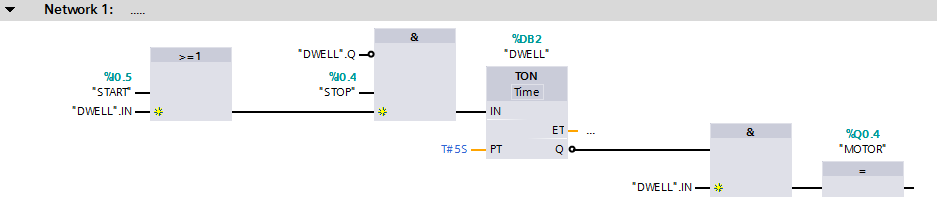 Network 1: .....
&
%DB2
"DWELL".Q
"DWELL"
>=1
TON
%I0.5
%I0.4
Time
"START"
"STOP"
"DWELL".IN
IN
ET
...
&
%Q0.4
T#5S
PT
Q
"MOTOR"
=
"DWELL".IN